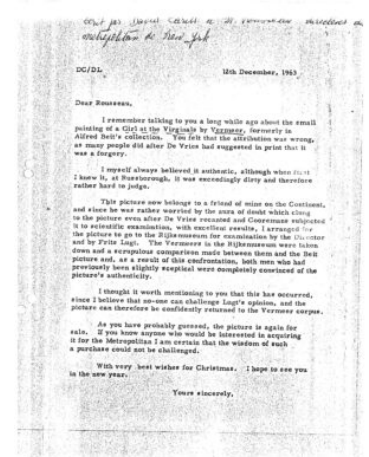 metropolitan de New York
DC/DL 12th December, 1963
Dear Rousseau,
I remember talking to you a long while ago about the small
painting of a Girl at the Virginals by Vermeer, formerly in
Alfred Beit's collection. You felt that the attribution was wrong,
as many people did after De Vries had suggested in print that it
was a forgery.
I myself always believed it authentic, although when
I knew it, at Russborough, it was exceedingly dirty and therefore
rather hard to judge.
This picture now belongs to a friend of mine on the Continent,
and since he was rather worried by the aura of doubt which clung
to the picture even after De Vries recanted and Cooremans subjected
it to scientific examination, with excellent results, I arranged for
the picture to go to the Rijksmuseum for examination by the Director
and by Frits Lugt. The Vermeers in the Rijksmuseum were taken
down and a scrupulous comparison made between them and the Beit
picture and, as a result of this confrontation, both men who had
previously been slightly sceptical were completely convinced of the
picture's authenticity.
I thought it worth mentioning to you that this has occurred,
since I believe that no-one can challenge Lugt's opinion, and the
picture can therefore be confidently returned to the Vermeer corpus.
As you have probably guessed, the picture is again for
sale. If you know anyone who would be interested in acquiring
it for the Metropolitan I am certain that the wisdom of such
a purchase could not be challenged.
With very best wishes for Christmas. I hope to see you
in the new year.
Yours sincerely,